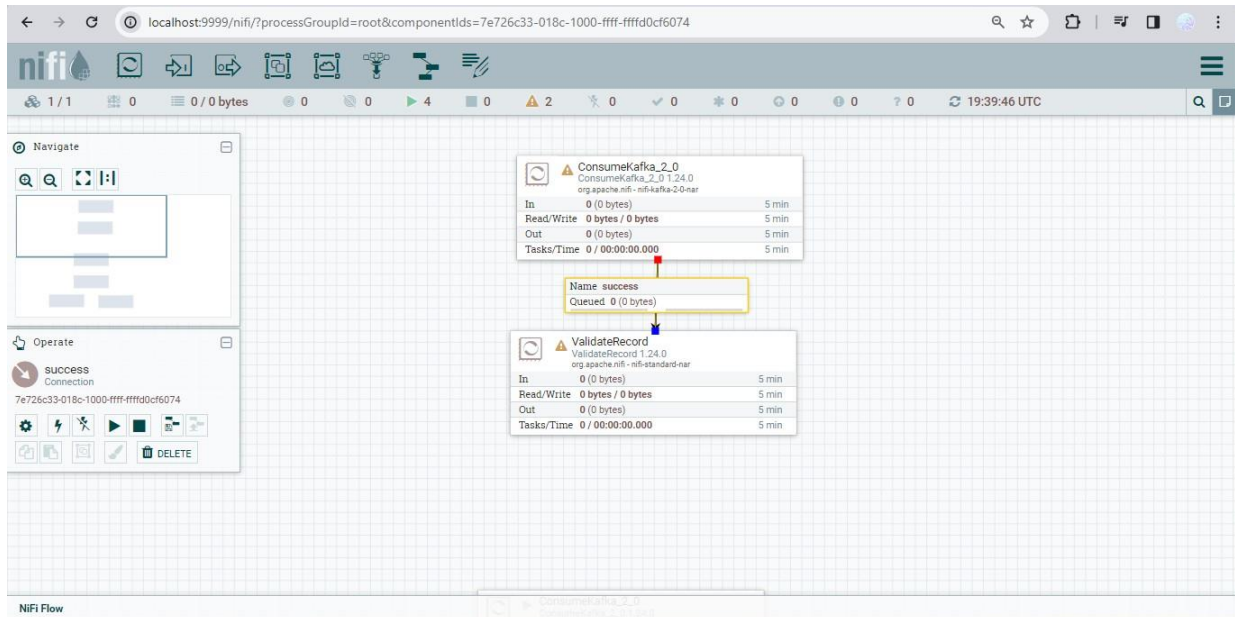 localhost:9999/nifi/?processGroupId=root&componentIds=7e726c33-018c-1000-ffff-ffffd0cf6074
nifi
1 / 1 0 0 / 0 bytes 0 0 4 0 2 0 0 0 0 0 ? 0 19:39:46 UTC
Navigate
Operate
success
Connection
7e726c33-018c-1000-ffff-ffffd0cf6074
DELETE
ConsumeKafka_2_0
ConsumeKafka_2_0 1.24.0
org.apache.nifi - nifi-kafka-2-0-nar
In 0 (0 bytes) 5 min
Read/Write 0 bytes / 0 bytes 5 min
Out 0 (0 bytes) 5 min
Tasks/Time 0 / 00:00:00.000 5 min
Name success
Queued 0 (0 bytes)
ValidateRecord
ValidateRecord 1.24.0
org.apache.nifi - nifi-standard-nar
In 0 (0 bytes) 5 min
Read/Write 0 bytes / 0 bytes 5 min
Out 0 (0 bytes) 5 min
Tasks/Time 0 / 00:00:00.000 5 min
ConsumeKafka_2_0
ConsumeKafka_2_0 1.24.0
NiFi Flow